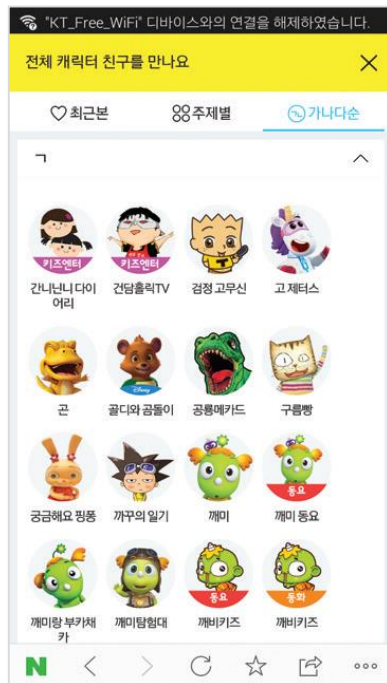 "KT_Free_WiFi" 디바이스와의 연결을 해제하였습니다.
전체 캐릭터 친구를 만나요
최근본 주제별 가나다순
ㄱ
키즈엔터 키즈엔터 T
간니닌니 다이 건담홀릭TV 검정 고무신 고 제터스
어리
Disney
곤 골디와 곰돌이 공룡메카드 구름빵
동요
궁금해요 핑퐁 까꾸의 일기 깨미 깨미 동요
동요 동화
깨미랑 부카채 깨미탐험대 깨비키즈 깨비키즈
카
N